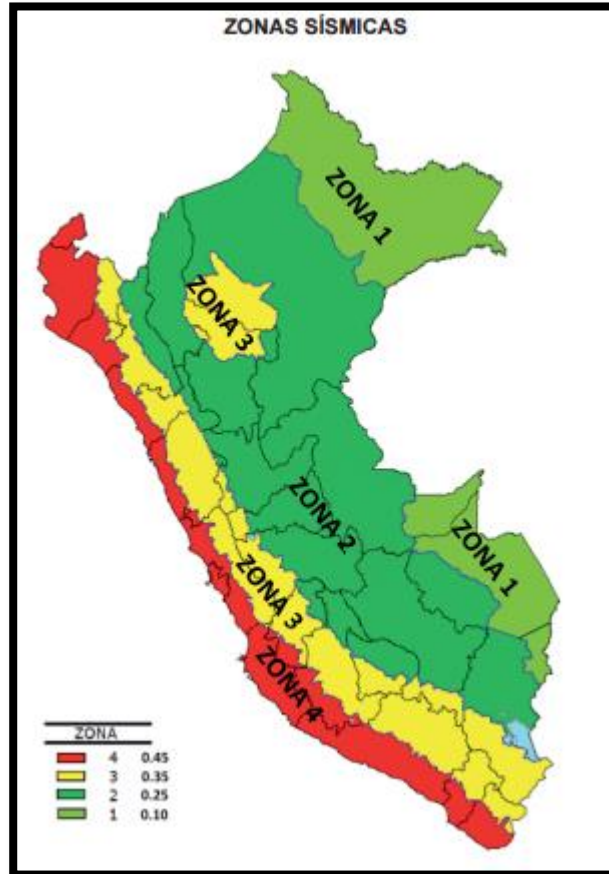 ZONAS SÍSMICAS
ZONA 1
ZONA 3
ZONA 2
ZONA 1
ZONA 3
ZONA 4
ZONA
4 0.45
3 0.35
2 0.25
1 0.10